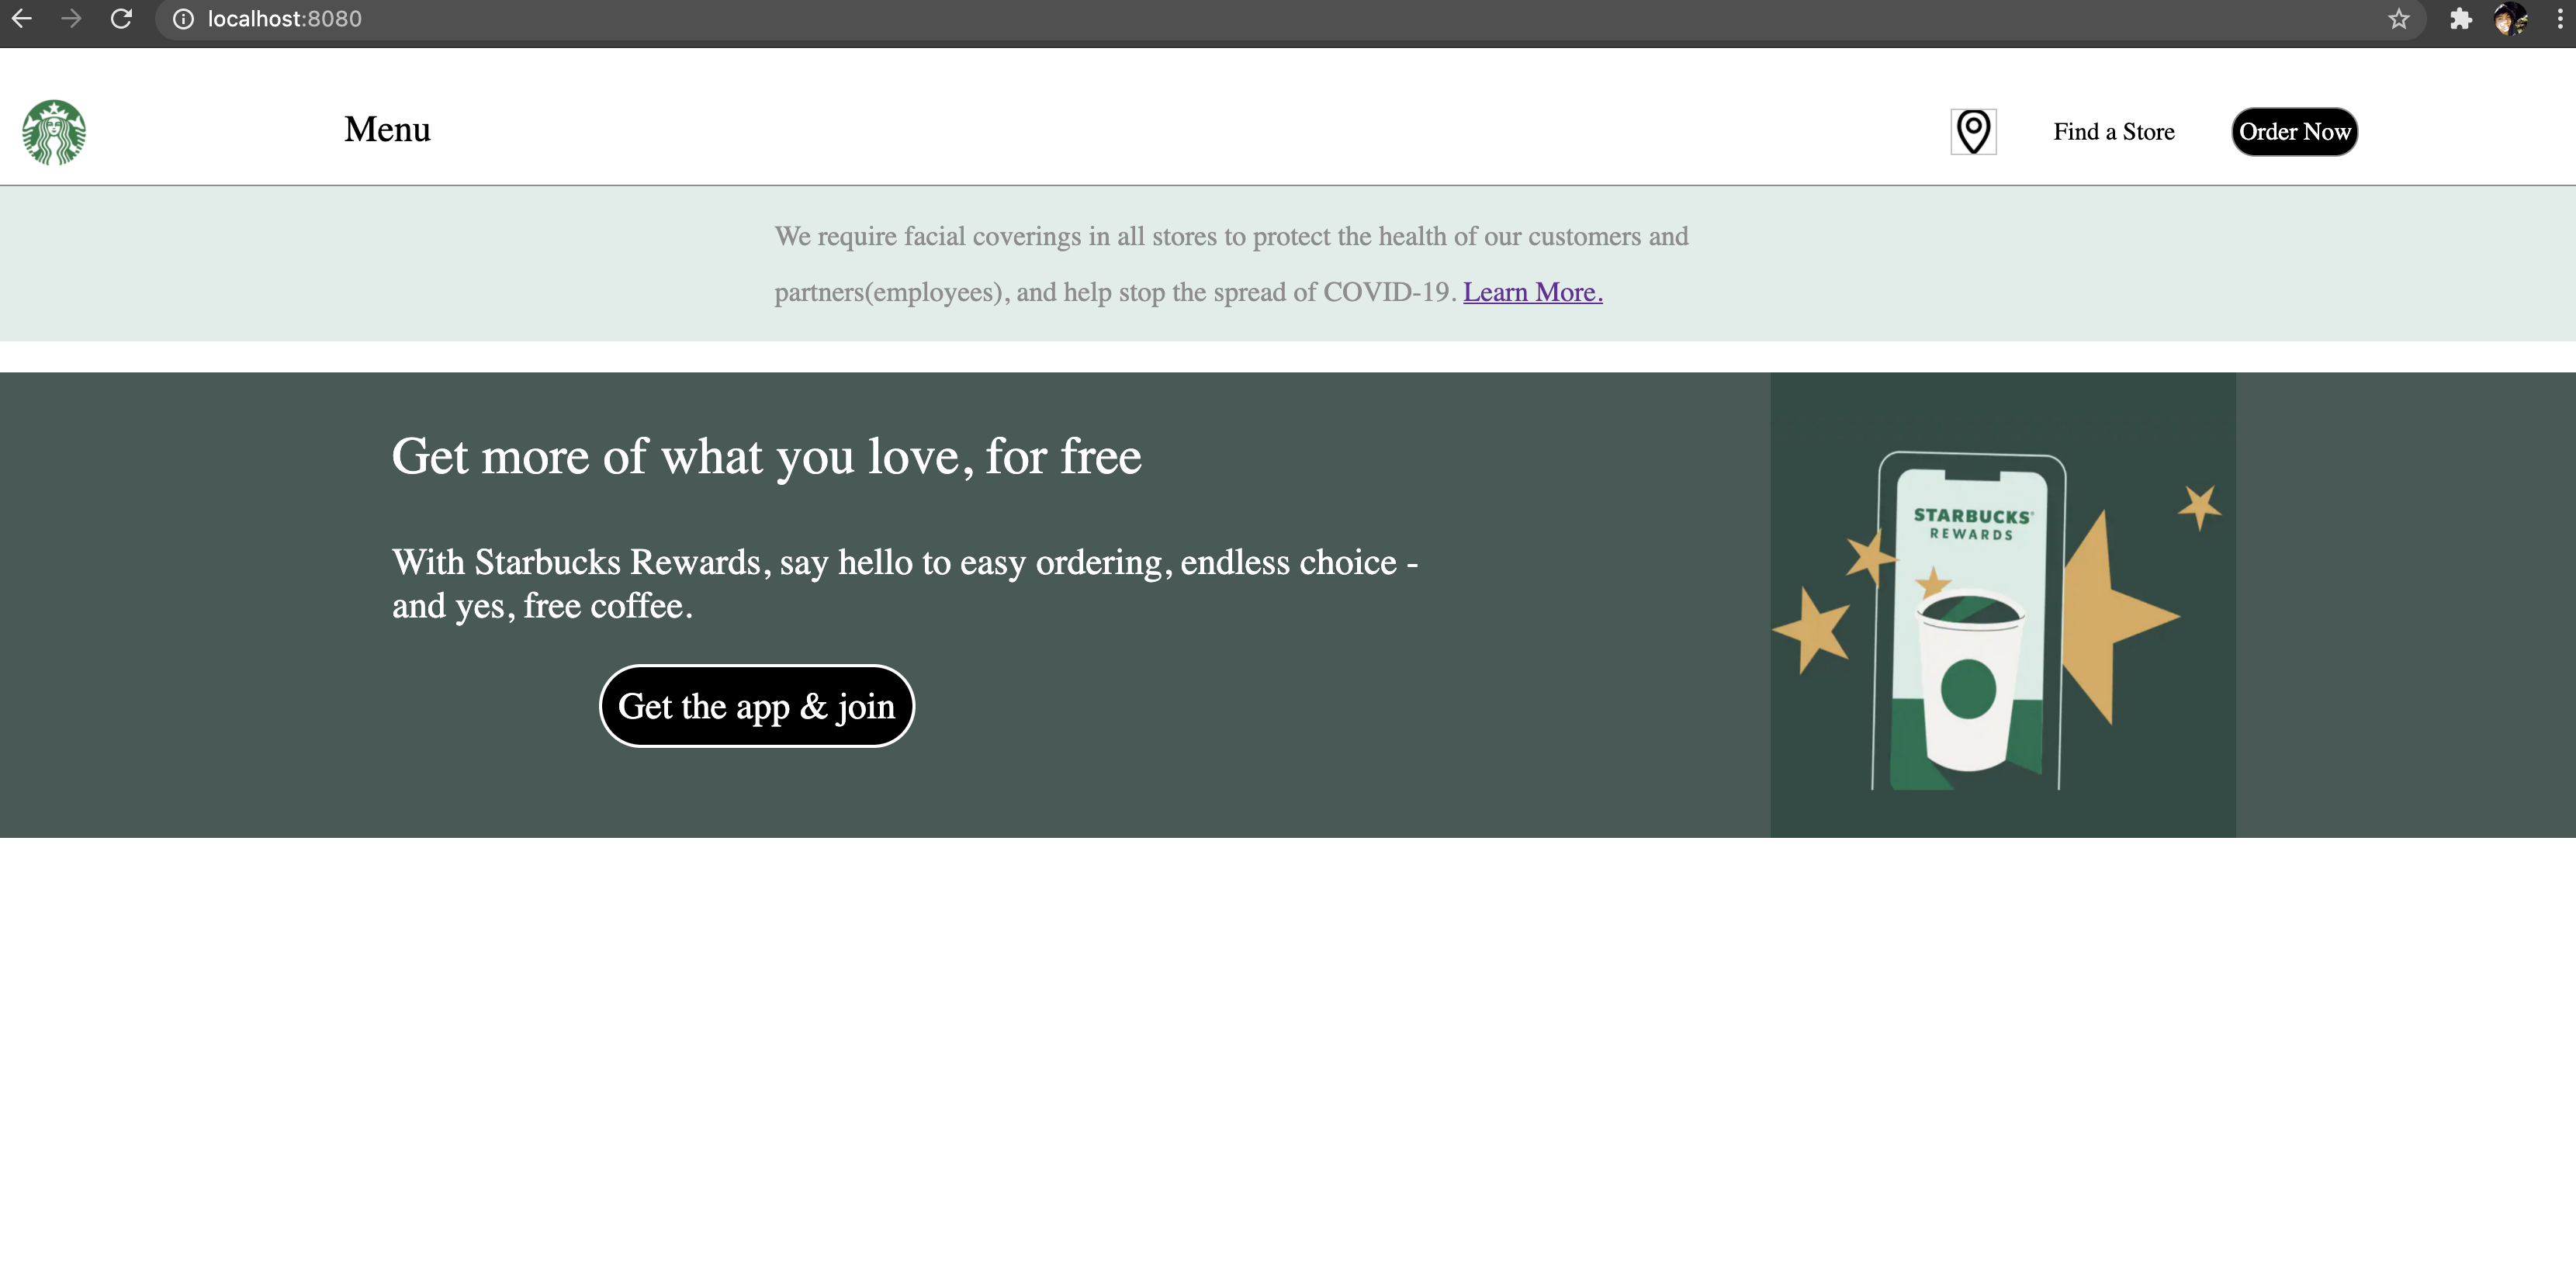 localhost:8080
Menu
Find a Store
Order Now
We require facial coverings in all stores to protect the health of our customers and
partners(employees), and help stop the spread of COVID-19. Learn More.
Get more of what you love, for free
With Starbucks Rewards, say hello to easy ordering, endless choice -
and yes, free coffee.
Get the app & join
STARBUCKS®
REWARDS